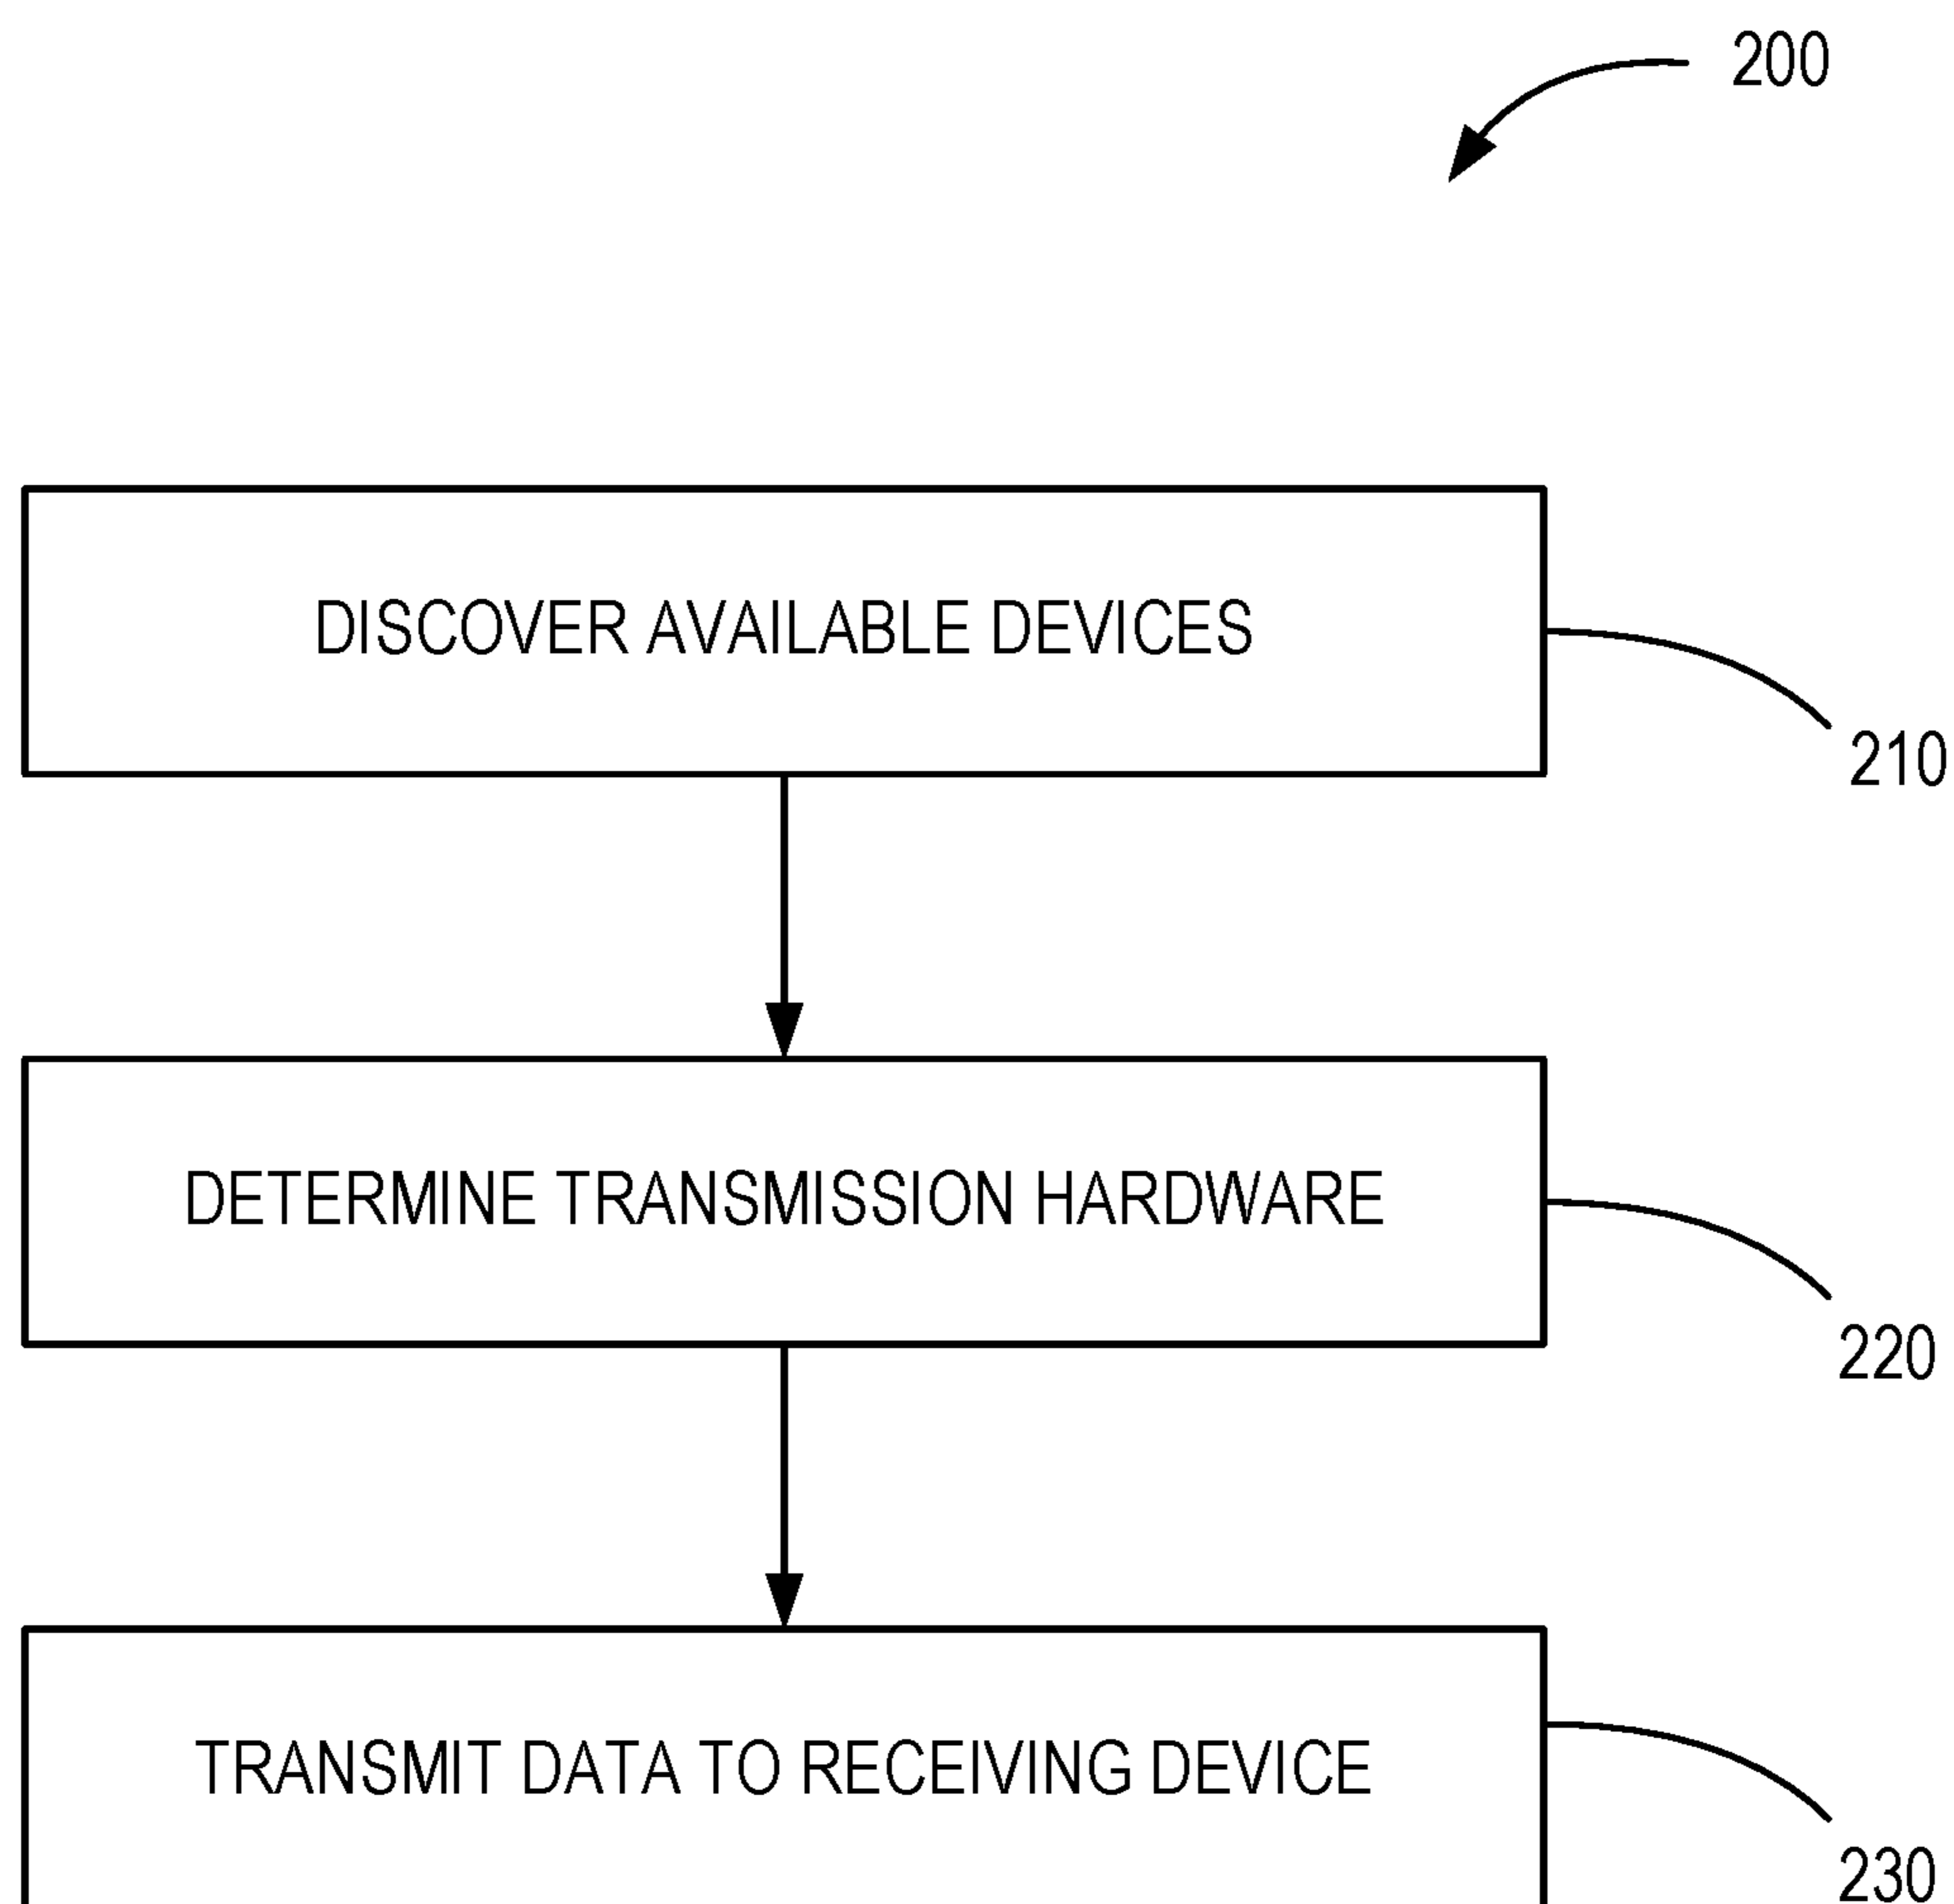 200
DISCOVER AVAILABLE DEVICES
210
DETERMINE TRANSMISSION HARDWARE
220
TRANSMIT DATA TO RECEIVING DEVICE
230